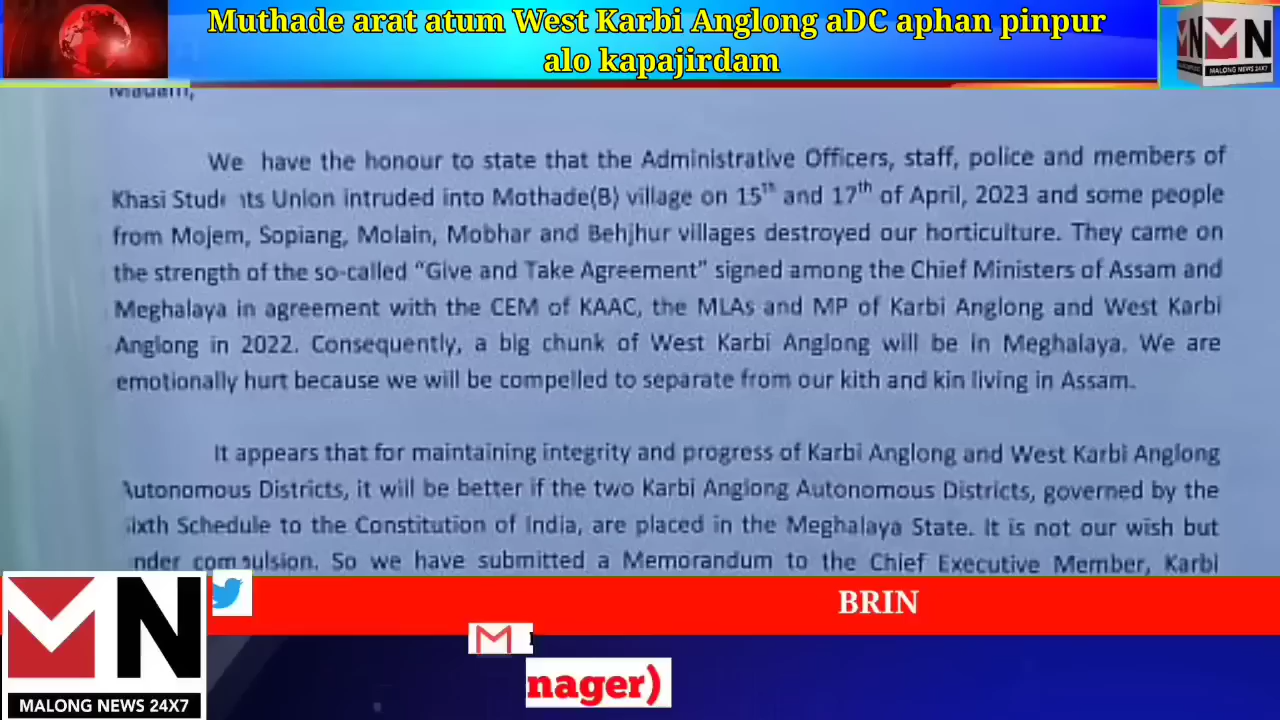 Muthade arat atum West Karbi Anglong aDC aphan pinpur
alo kapajirdam
MN
MALONG NEWS 24X7
Madam,
We have the honour to state that the Administrative Officers, staff, police and members of
Khasi Stud nts Union intruded into Mothade(B) village on 15th and 17th of April, 2023 and some people
from Mojem, Sopiang, Molain, Mobhar and Behjhur villages destroyed our horticulture. They came on
the strength of the so-called “Give and Take Agreement” signed among the Chief Ministers of Assam and
Meghalaya in agreement with the CEM of KAAC, the MLAs and MP of Karbi Anglong and West Karbi
Anglong in 2022. Consequently, a big chunk of West Karbi Anglong will be in Meghalaya. We are
emotionally hurt because we will be compelled to separate from our kith and kin living in Assam.
It appears that for maintaining integrity and progress of Karbi Anglong and West Karbi Anglong
Autonomous Districts, it will be better if the two Karbi Anglong Autonomous Districts, governed by the
ixth Schedule to the Constitution of India, are placed in the Meghalaya State. It is not our wish but
nder compulsion. So we have submitted a Memorandum to the Chief Executive Member, Karbi
BRIN
nager)
MN
MALONG NEWS 24X7